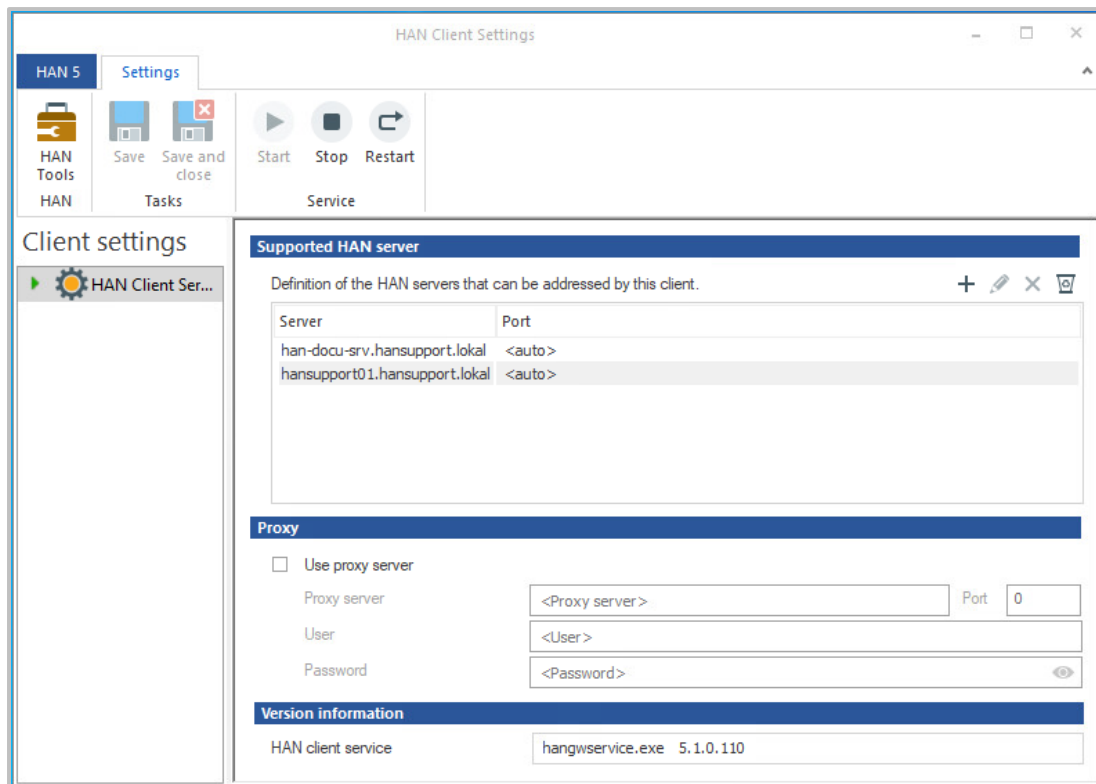 HAN Client Settings
HAN 5 Settings
HAN Tools
Save
Save and close
Start
Stop
Restart
HAN
Tasks
Service
Client settings
HAN Client Ser...
Supported HAN server
Definition of the HAN servers that can be addressed by this client.
Server Port
han-docu-srv.hansupport.lokal <auto>
hansupport01.hansupport.lokal <auto>
Proxy
Use proxy server
Proxy server <Proxy server> Port 0
User <User>
Password <Password>
Version information
HAN client service hangwservice.exe 5.1.0.110